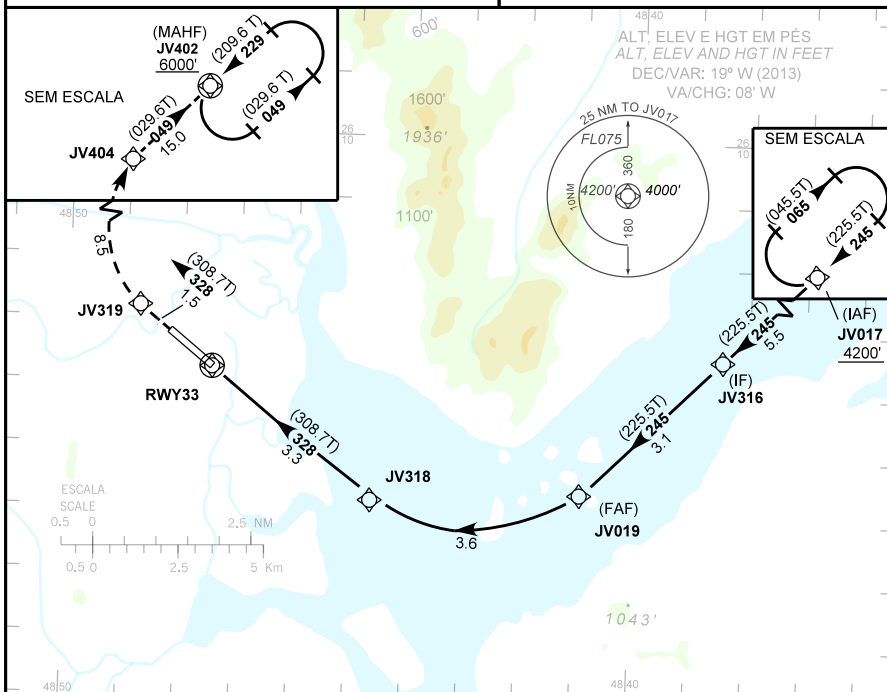 (MAHF)
JV402
6000'
(209.6 T)
229
(029.6 T)
049
SEM ESCALA
(029.6T)
049
15.0
JV404
48 50
8.5
JV319
(308.7T)
328
1.5
RWY33
600'
1600'
1936'
1100'
26
10
48 40
ALT, ELEV E HGT EM PÉS
ALT, ELEV AND HGT IN FEET
DEC/VAR: 19º W (2013)
VA/CHG: 08' W
25 NM TO JV017
FL075
360
10NM
4200'
4000'
180
26
10
SEM ESCALA
(045.5T)
065
(225.5T)
245
(IAF)
JV017
4200'
(225.5T)
245
5.5
(IF)
JV316
(225.5T)
245
3.1
(FAF)
JV019
3.6
JV318
(308.7T)
328
3.3
ESCALA
SCALE
0.5 0 2.5 NM
0.5 0 2.5 5 Km
1043'
48 50
48 40